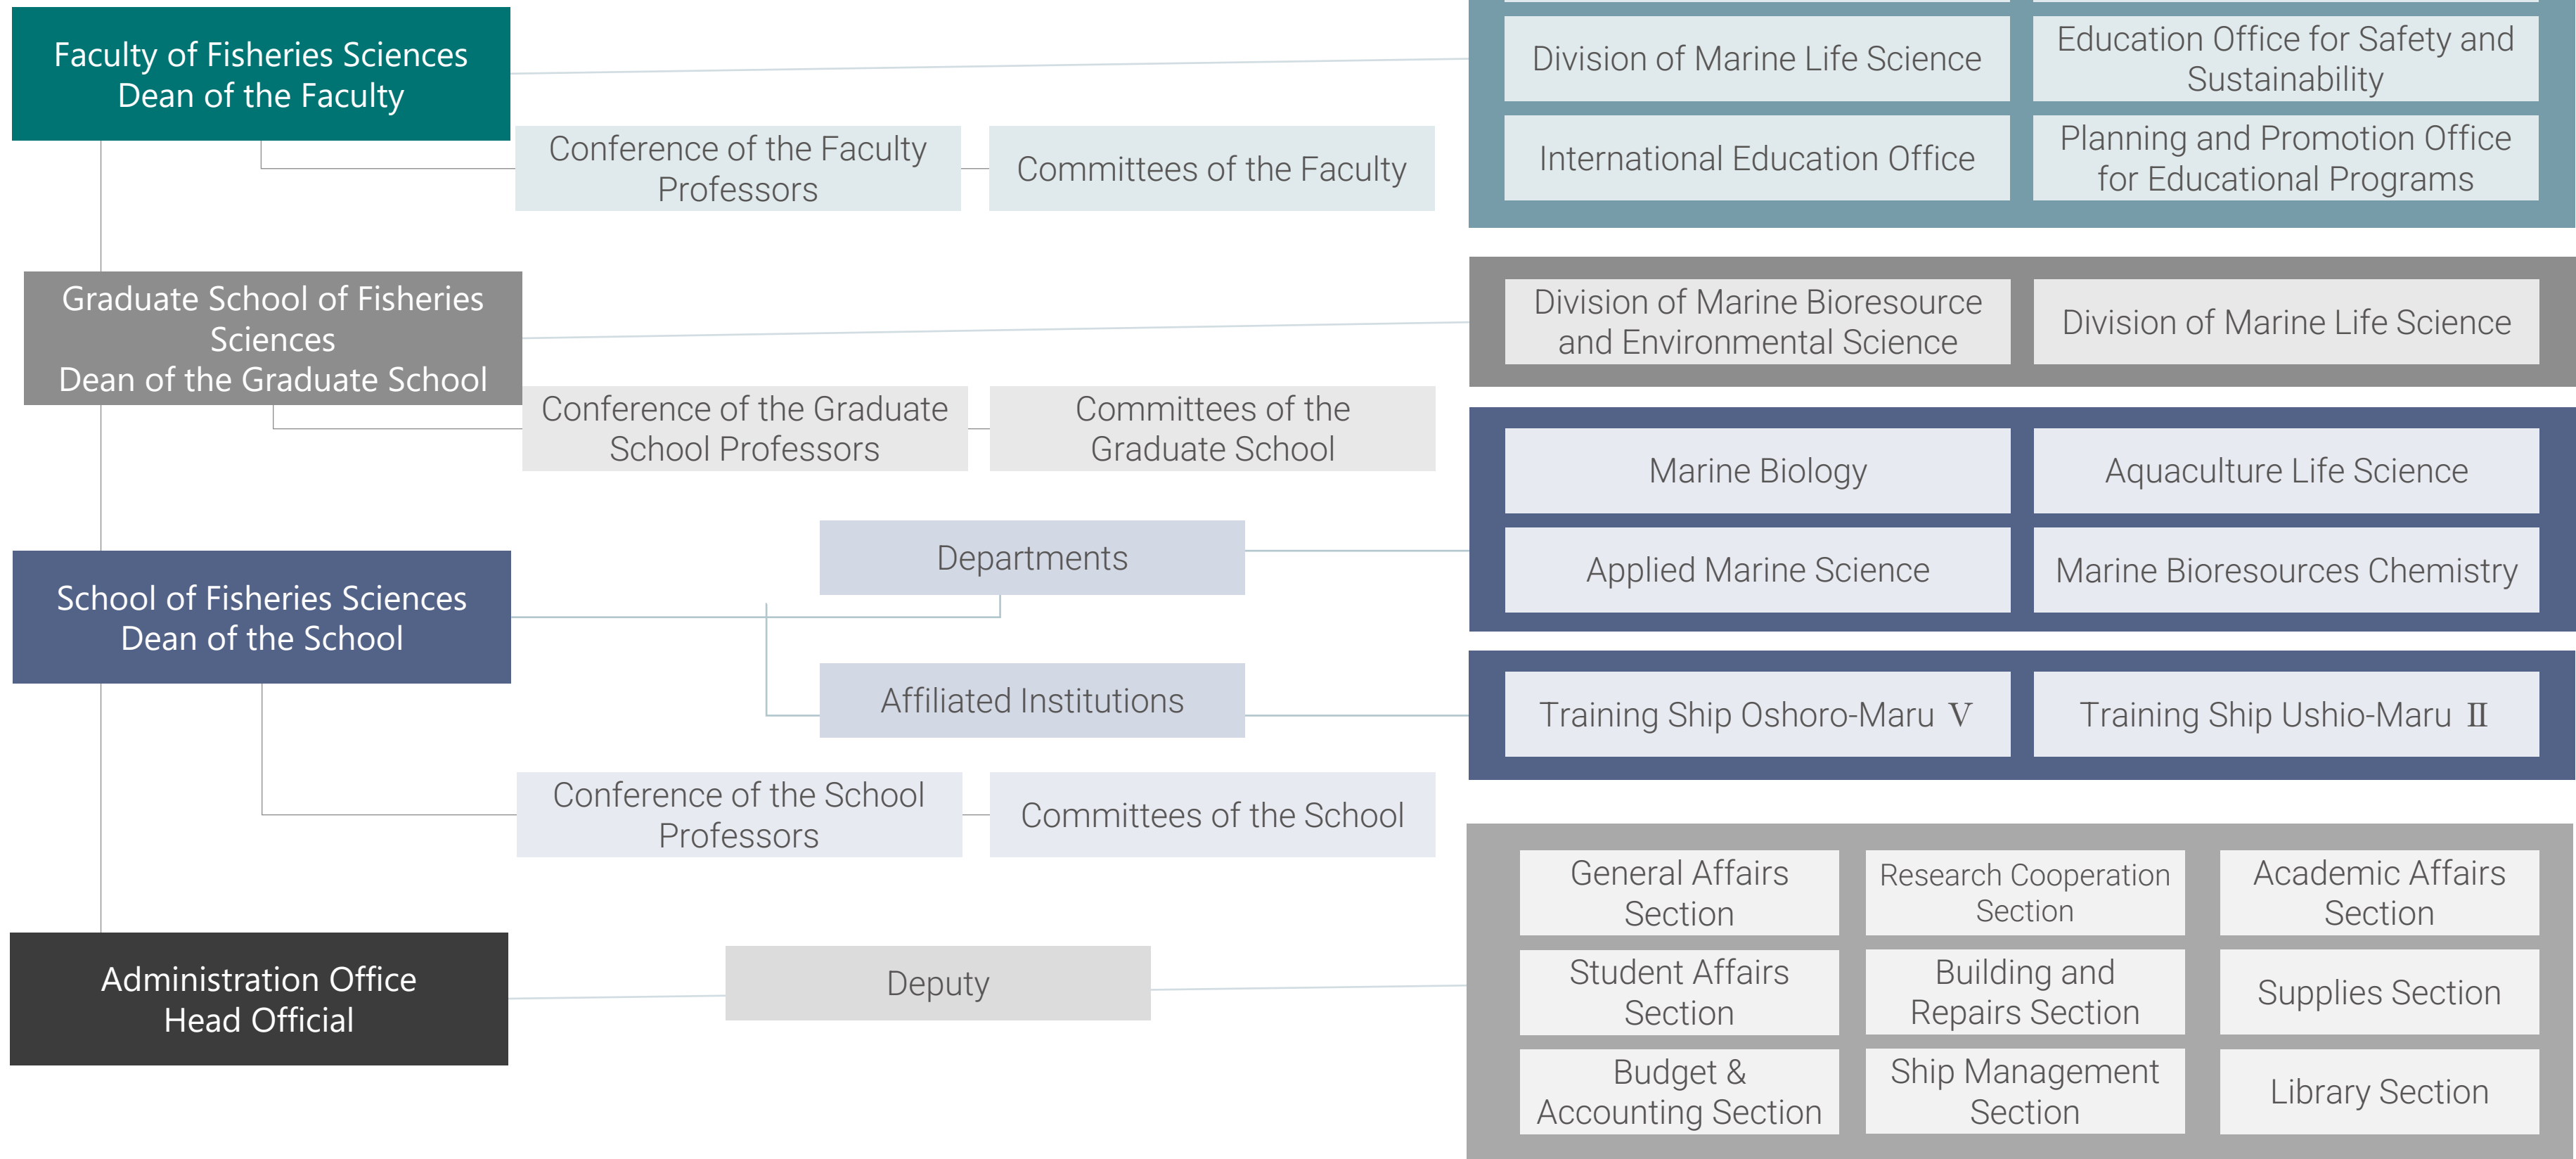 Faculty of Fisheries Sciences
Dean of the Faculty
Division of Marine Life Science
Education Office for Safety and
Sustainability
Conference of the Faculty
Professors
Committees of the Faculty
International Education Office
Planning and Promotion Office
for Educational Programs
Graduate School of Fisheries
Sciences
Dean of the Graduate School
Division of Marine Bioresource
and Environmental Science
Division of Marine Life Science
Conference of the Graduate
School Professors
Committees of the
Graduate School
Marine Biology
Aquaculture Life Science
Departments
Applied Marine Science
Marine Bioresources Chemistry
School of Fisheries Sciences
Dean of the School
Affiliated Institutions
Training Ship Oshoro-Maru Ⅴ
Training Ship Ushio-Maru Ⅱ
Conference of the School
Professors
Committees of the School
General Affairs
Section
Research Cooperation
Section
Academic Affairs
Section
Administration Office
Head Official
Deputy
Student Affairs
Section
Building and
Repairs Section
Supplies Section
Budget &
Accounting Section
Ship Management
Section
Library Section